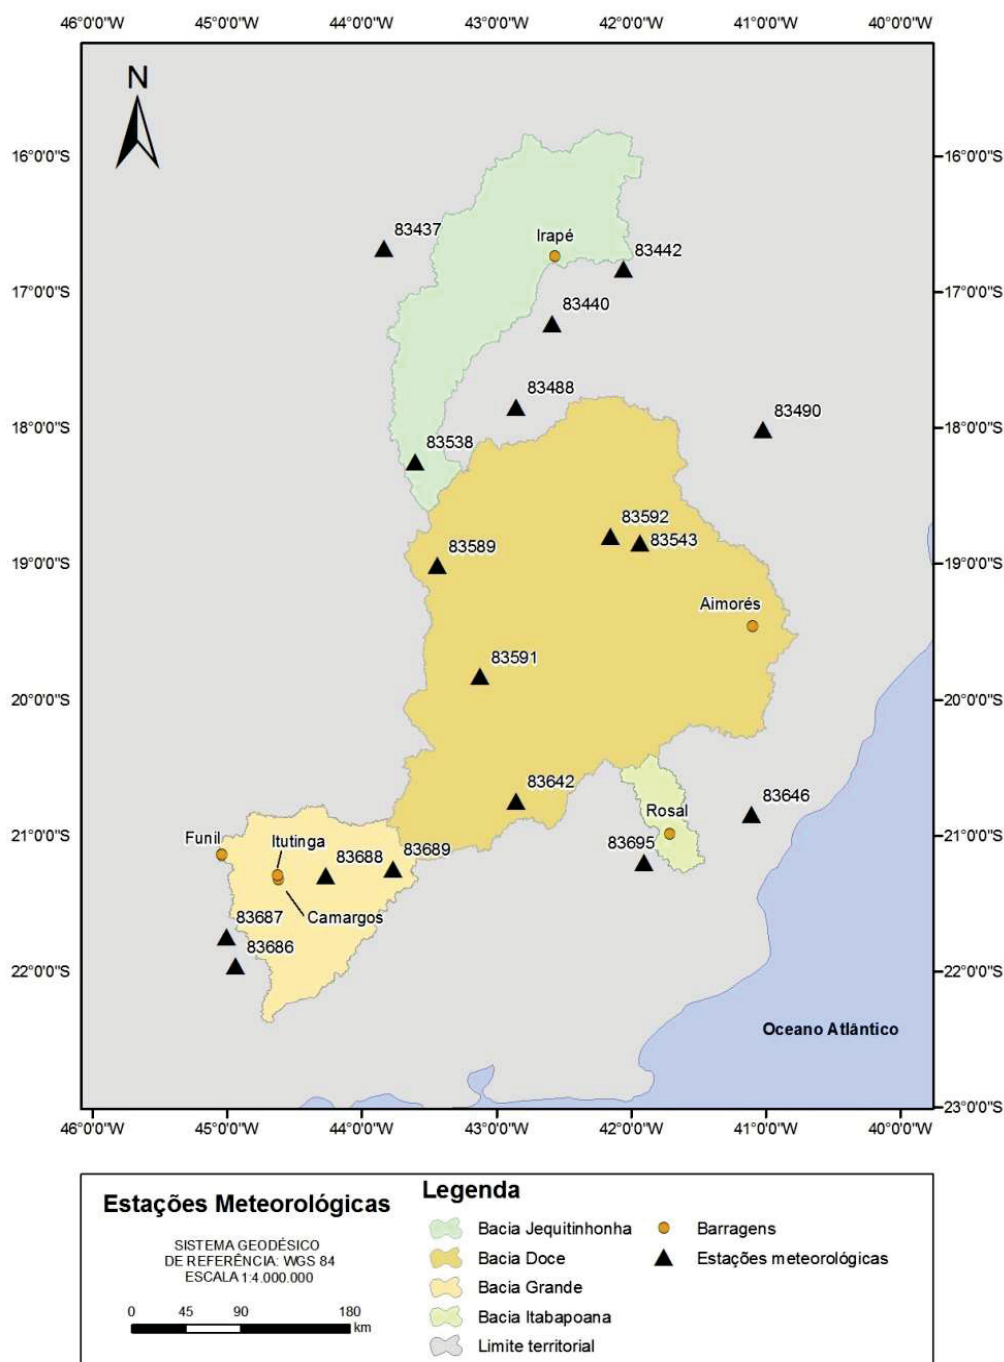 46°0'0"W 45°0'0"W 44°0'0"W 43°0'0"W 42°0'0"W 41°0'0"W 40°0'0"W
N
16°0'0"S 16°0'0"S
83437
Irapé
83442
17°0'0"S 17°0'0"S
83440
83488
83490
18°0'0"S 18°0'0"S
83538
83592
83543
83589
19°0'0"S 19°0'0"S
Aimorés
83591
20°0'0"S 20°0'0"S
83642
83646
Rosal
21°0'0"S 21°0'0"S
Funil
Itutinga
83688
83689
83695
Camargos
83687
83686
22°0'0"S 22°0'0"S
Oceano Atlântico
23°0'0"S
46°0'0"W 45°0'0"W 44°0'0"W 43°0'0"W 42°0'0"W 41°0'0"W 40°0'0"W
Estações Meteorológicas
SISTEMA GEODÉSICO
DE REFERÊNCIA: WGS 84
ESCALA 1:4.000.000
0 45 90 180
km
Legenda
Bacia Jequitinhonha
Bacia Doce
Bacia Grande
Bacia Itabapoana
Limite territorial
Barragens
Estações meteorológicas